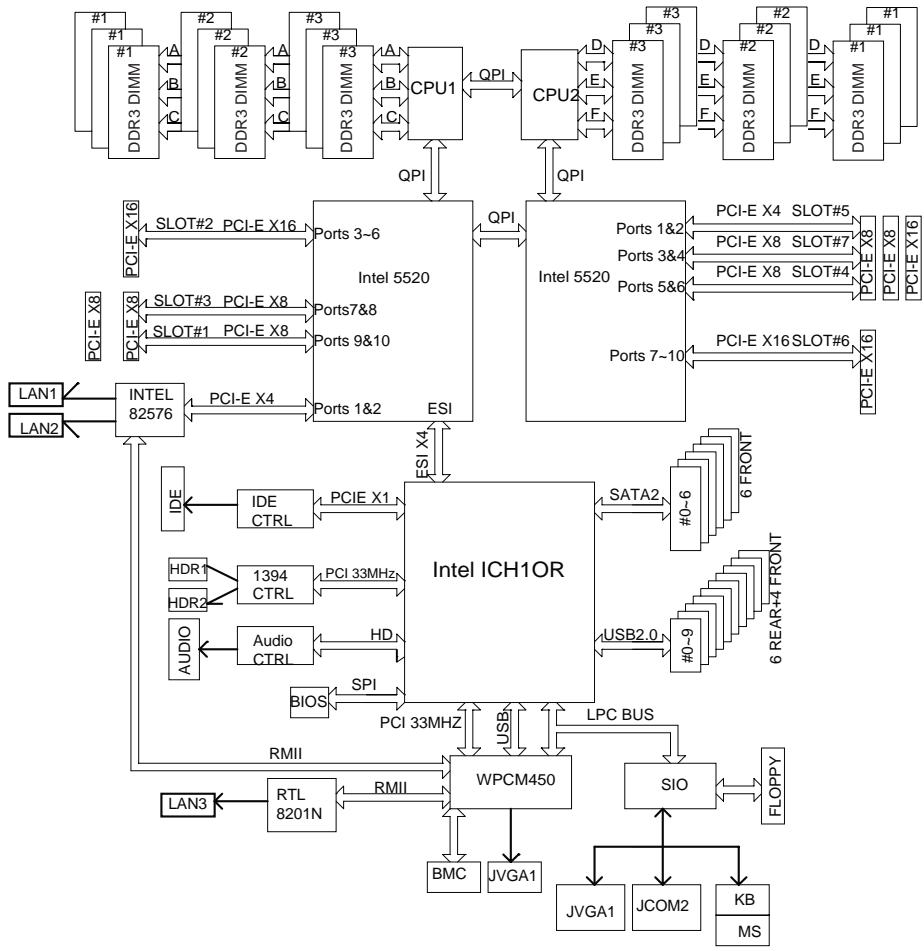 #1 #2 #3 #3 #2 #1
#1 #2 #3 #3 #2 #1
#1 #2 #3 #3 #2 #1
DDR3 DIMM A DDR3 DIMM A DDR3 DIMM A CPU1 QPI CPU2 D DDR3 DIMM D DDR3 DIMM D DDR3 DIMM
B B B E E E
C C C F F F
QPI QPI
PCI-E X16 SLOT#2 PCI-E X16 Ports 3~6
Intel 5520
QPI
Intel 5520
Ports 1&2 PCI-E X4 SLOT#5
Ports 3&4 PCI-E X8 SLOT#7
Ports 5&6 PCI-E X8 SLOT#4
PCI-E X8 PCI-E X8 PCI-E X16
PCI-E X8 PCI-E X8
SLOT#3 PCI-E X8 Ports7&8
SLOT#1 PCI-E X8 Ports 9&10
Ports 7~10 PCI-E X16 SLOT#6 PCI-E X16
LAN1
LAN2
INTEL
82576
PCI-E X4 Ports 1&2 ESI
ESI X4
IDE
IDE
CTRL
PCIE X1
SATA2 #0~6 6 FRONT
Intel ICH1OR
HDR1
HDR2
1394
CTRL
PCI 33MHz
AUDIO
Audio
CTRL
HD
USB2.0 #0~9 6 REAR+4 FRONT
BIOS SPI
PCI 33MHZ USB LPC BUS
RMII
WPCM450
SIO FLOPPY
LAN3
RTL
8201N
RMII
BMC JVGA1
JVGA1 JCOM2 KB
MS